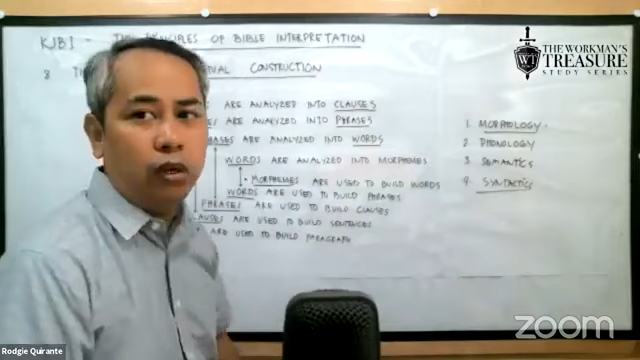 KJBI - THE PRINCIPLES OF BIBLE INTERPRETATION
8 CONSTRUCTION
ARE ANALYZED INTO CLAUSES
ARE ANALYZED INTO PHRASES
ARE ANALYZED INTO WORDS
WORDS ARE ANALYZED INTO MORPHEMES
• MORPHEMES ARE USED TO BUILD WORDS
WORDS ARE USED TO BUILD PHRASES
PHRASES ARE USED TO BUILD CLAUSES
CLAUSES ARE USED TO BUILD SENTENCES
ARE USED TO BUILD PARAGRAPH
1. MORPHOLOGY.
2 PHONOLOGY
3 SEMANTICS
4. SYNTACTICS
THE WORKMAN'S
TREASURE
STUDY SERIES
WT
zoom
Rodgie Quirante